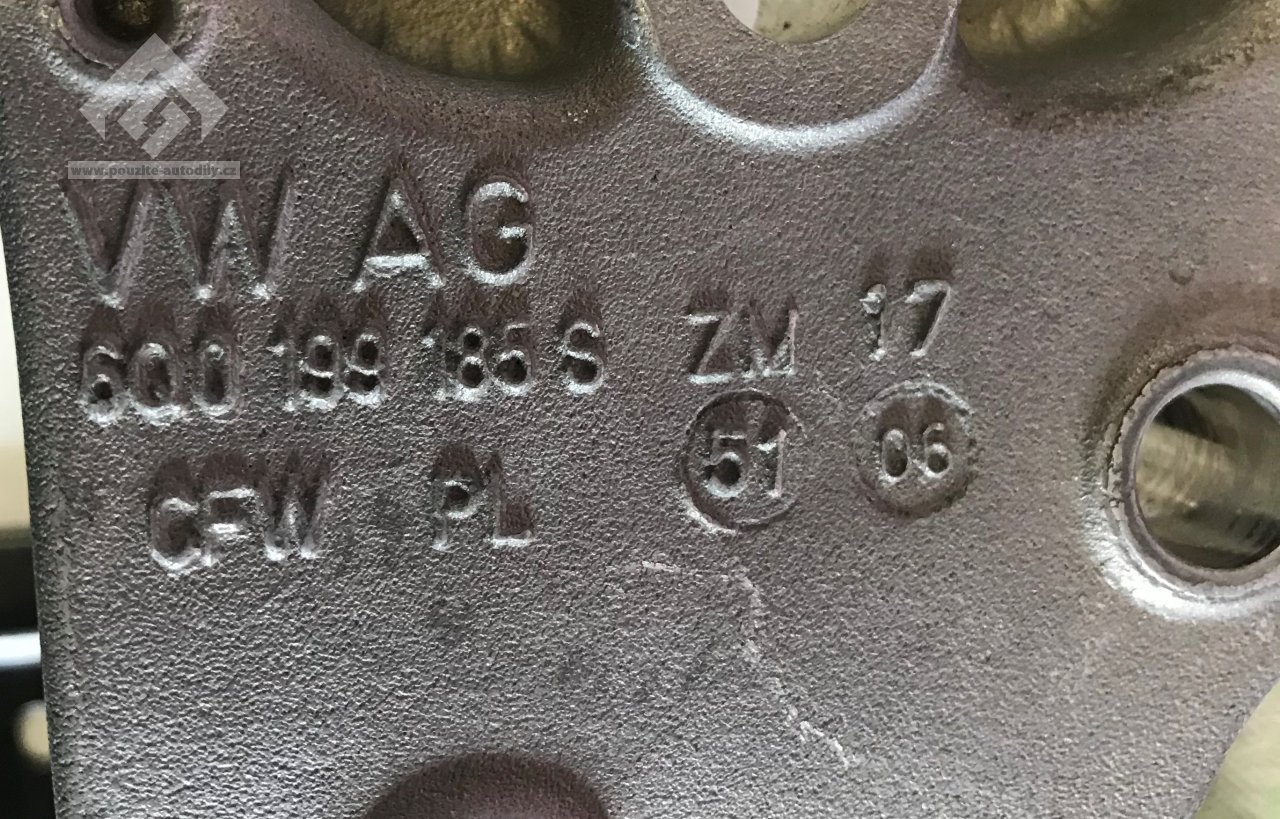 www.pouzite-autodily.cz
VW AG
6Q0 199 185 S ZM 17
51 06
CFW PL